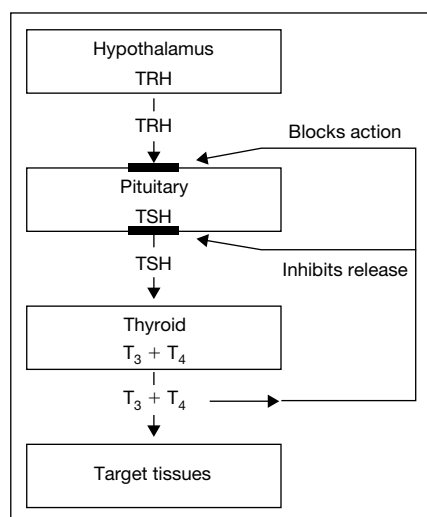 Hypothalamus
TRH
TRH
Blocks action
Pituitary
TSH
TSH
Inhibits release
Thyroid
T₃ + T₄
T₃ + T₄
Target tissues